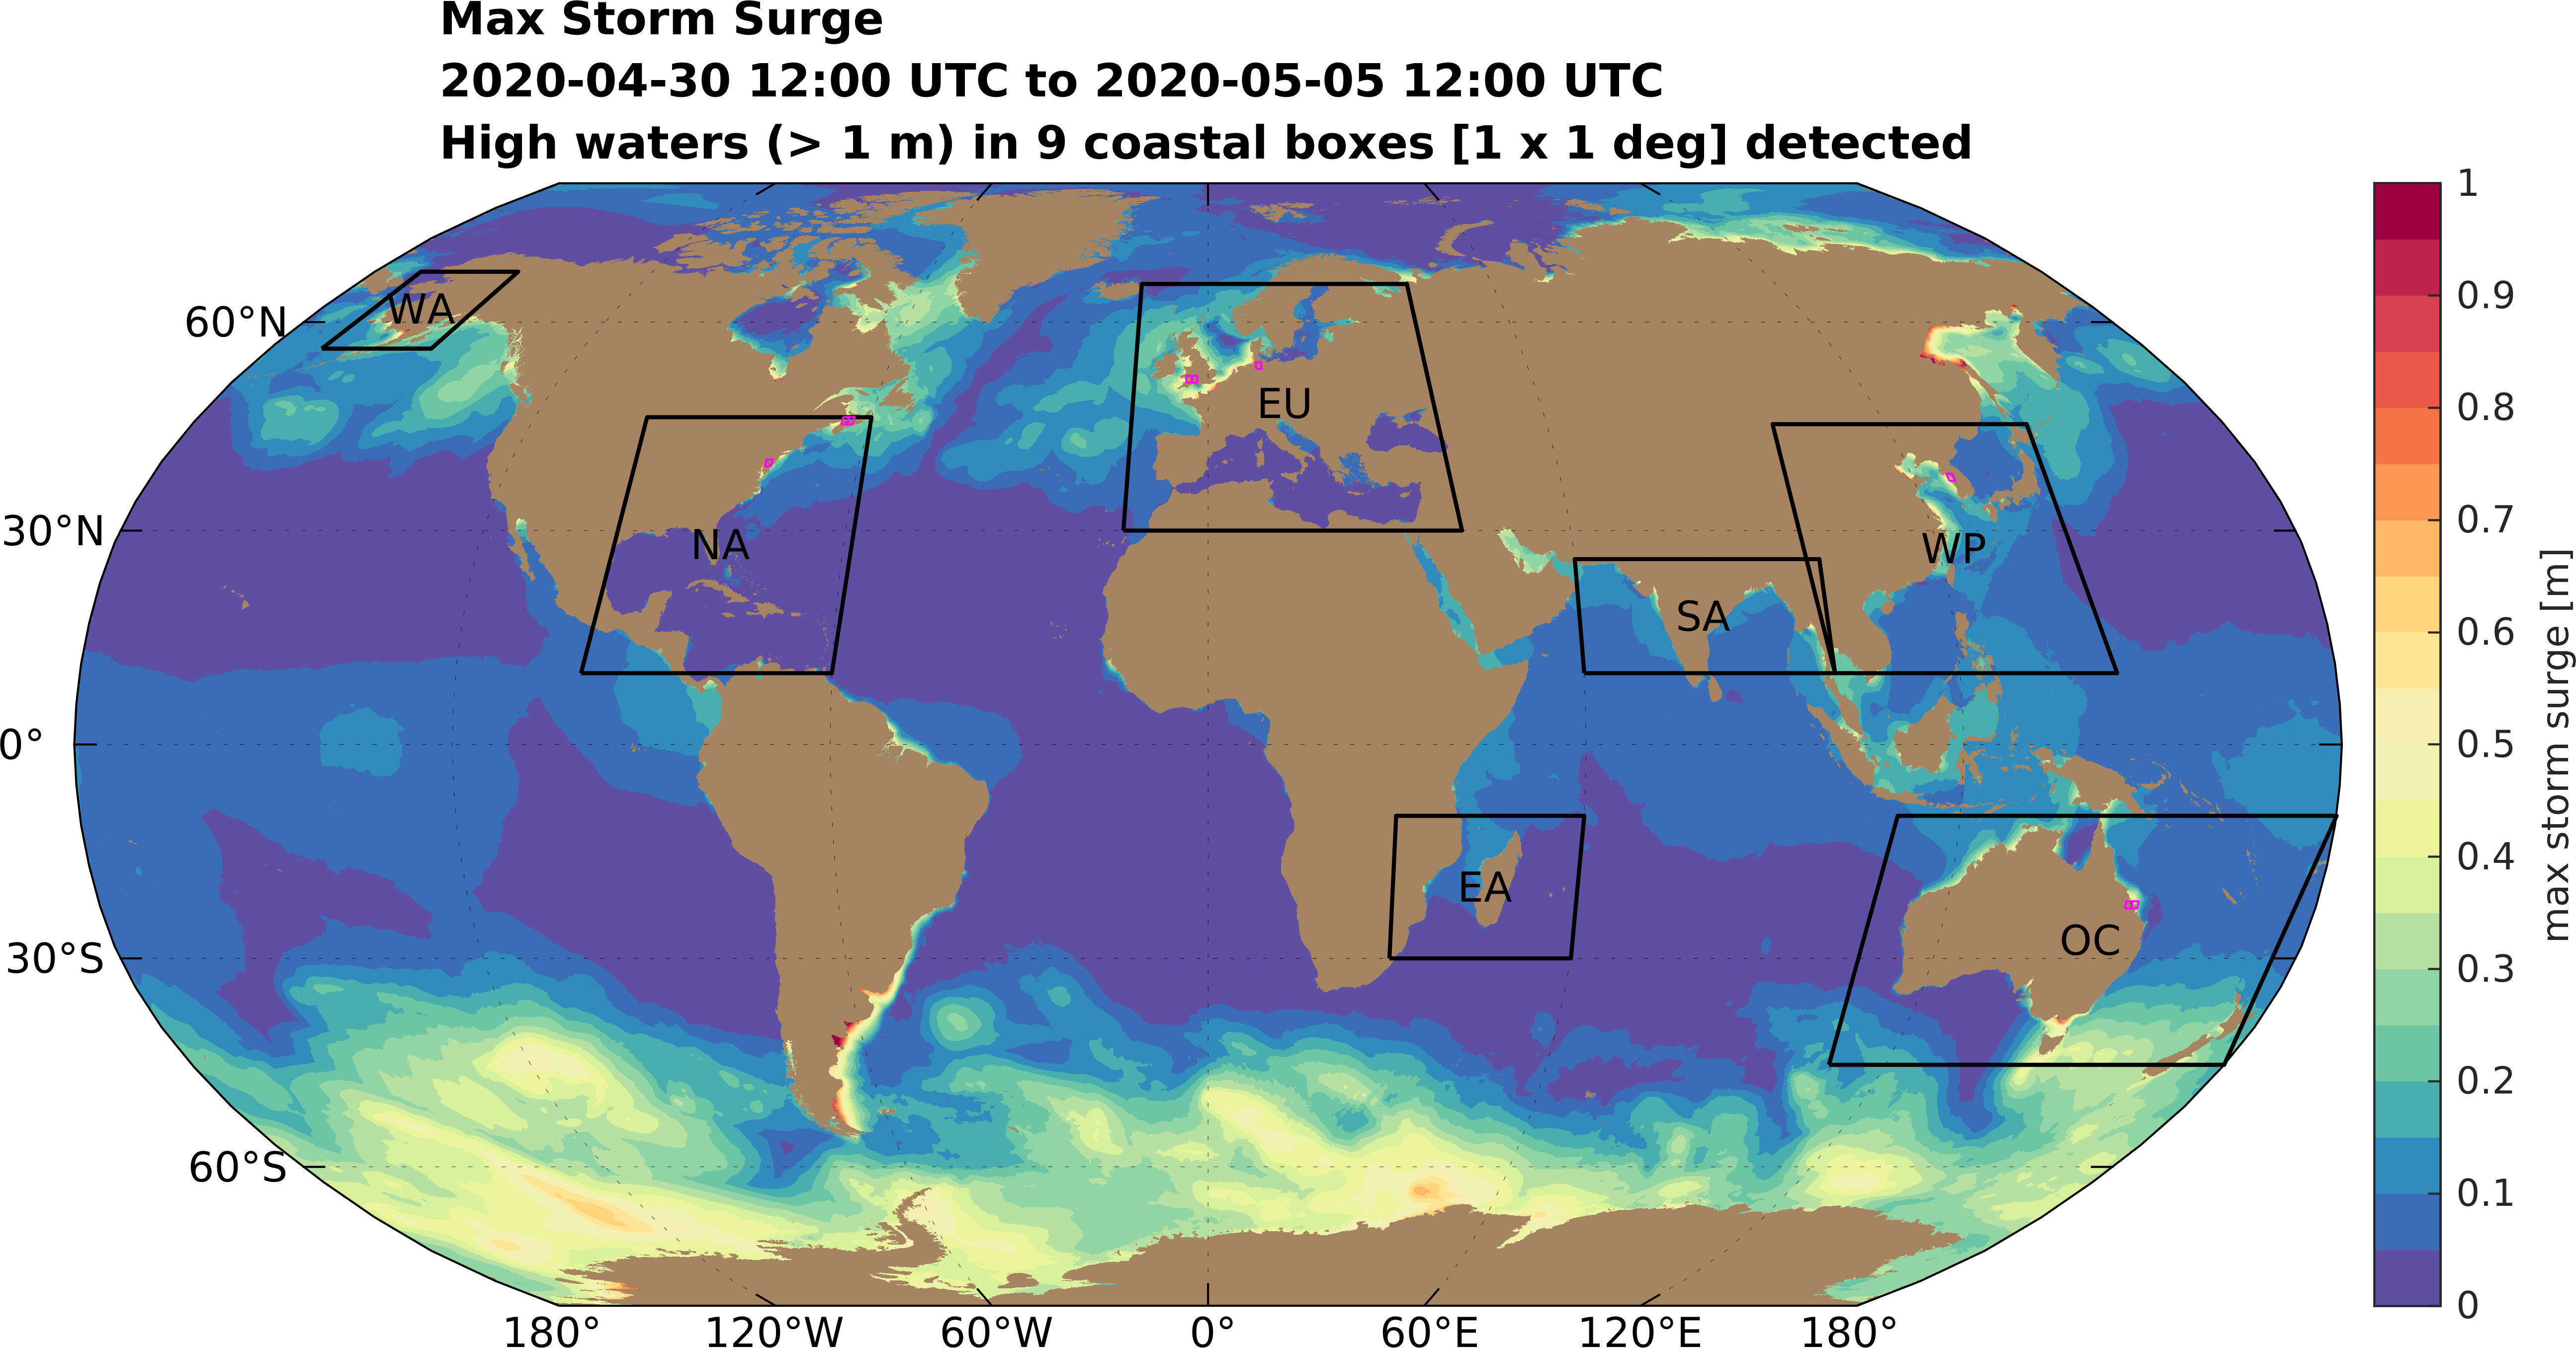 Max Storm Surge
2020-04-30 12:00 UTC to 2020-05-05 12:00 UTC
High waters (> 1 m) in 9 coastal boxes [1 x 1 deg] detected
60°N
30°N
0°
30°S
60°S
WA
NA
EU
SA
WP
EA
OC
180°
120°W
60°W
0°
60°E
120°E
180°
1
0.9
0.8
0.7
0.6
0.5
0.4
0.3
0.2
0.1
0
max storm surge [m]